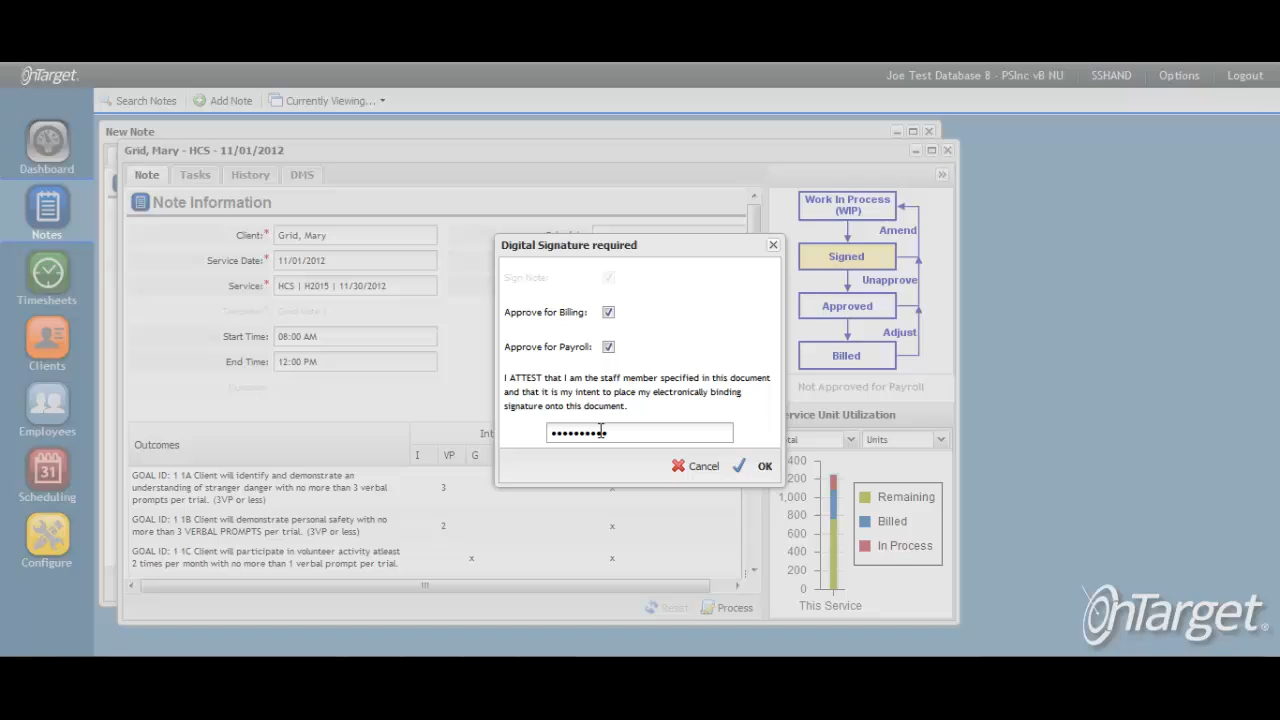 OnTarget.
Joe Test Database 8 - PSInc vB NU
SSHAND
Options
Logout
Search Notes
Add Note
Currently Viewing...
Dashboard
Notes
Timesheets
Clients
Employees
31
Scheduling
Configure
New Note
Grid, Mary - HCS - 11/01/2012
Note
Tasks
History
DMS
Note Information
Client:* Grid, Mary
Service Date:* 11/01/2012
Service:* HCS | H2015 | 11/30/2012
Start Time: 08:00 AM
End Time: 12:00 PM
Outcomes
I VP G
GOAL ID: 1 1A Client will identify and demonstrate an
understanding of stranger danger with no more than 3 verbal
prompts per trial. (3VP or less)
3 x
GOAL ID: 1 1B Client will demonstrate personal safety with no
more than 3 VERBAL PROMPTS per trial. (3VP or less)
2 x
GOAL ID: 1 1C Client will participate in volunteer activity atleast
2 times per month with no more than 1 verbal prompt per trial.
x x
Reset
Process
Digital Signature required
Sign Note:
Approve for Billing:
Approve for Payroll:
I ATTEST that I am the staff member specified in this document
and that it is my intent to place my electronically binding
signature onto this document.
Cancel
OK
Work In Process
(WIP)
Amend
Signed
Unapprove
Approved
Adjust
Billed
Not Approved for Payroll
Service Unit Utilization
Units
400
1,000
800
600
400
200
0
This Service
Remaining
Billed
In Process
OnTarget.